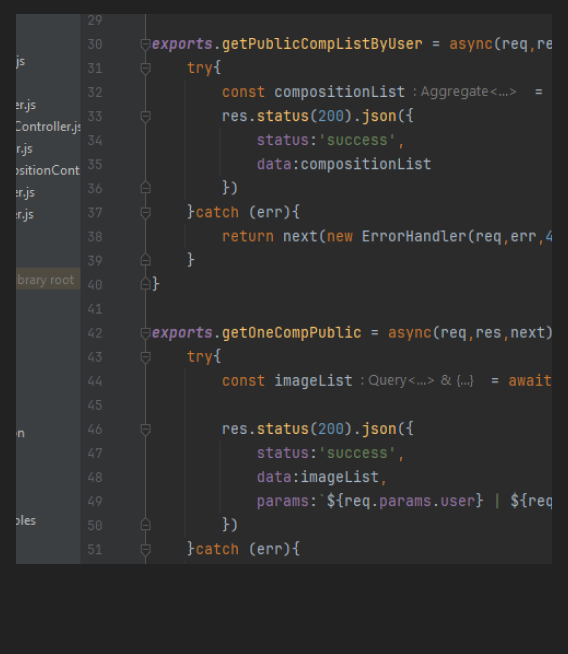 29
30 exports.getPublicCompListByUser = async(req,re
js
31 try{
32 const compositionList : Aggregate<...> =
er.js
33 res.status(200).json({
Controller.js
34 status:'success',
r.js
35 data:compositionList
ositionCont
36 })
er.js
37 }catch (err){
er.js
38 return next(new ErrorHandler(req,err,4
39 }
ibrary root
40 }
41
42 exports.getOneCompPublic = async(req,res,next)
43 try{
44 const imageList : Query<...> & {...} = await
45
on
46 res.status(200).json({
47 status:'success',
48 data:imageList,
49 params:`${req.params.user} | ${req
oles
50 })
51 }catch (err){